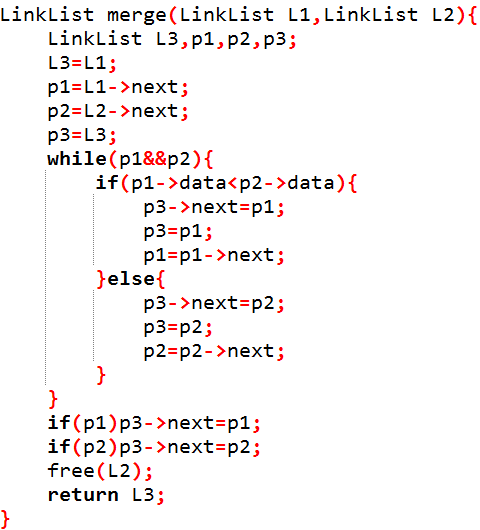 LinkList merge(LinkList L1,LinkList L2){
    LinkList L3,p1,p2,p3;
    L3=L1;
    p1=L1->next;
    p2=L2->next;
    p3=L3;
    while(p1&&p2){
        if(p1->data<p2->data){
            p3->next=p1;
            p3=p1;
            p1=p1->next;
        }else{
            p3->next=p2;
            p3=p2;
            p2=p2->next;
        }
    }
    if(p1)p3->next=p1;
    if(p2)p3->next=p2;
    free(L2);
    return L3;
}